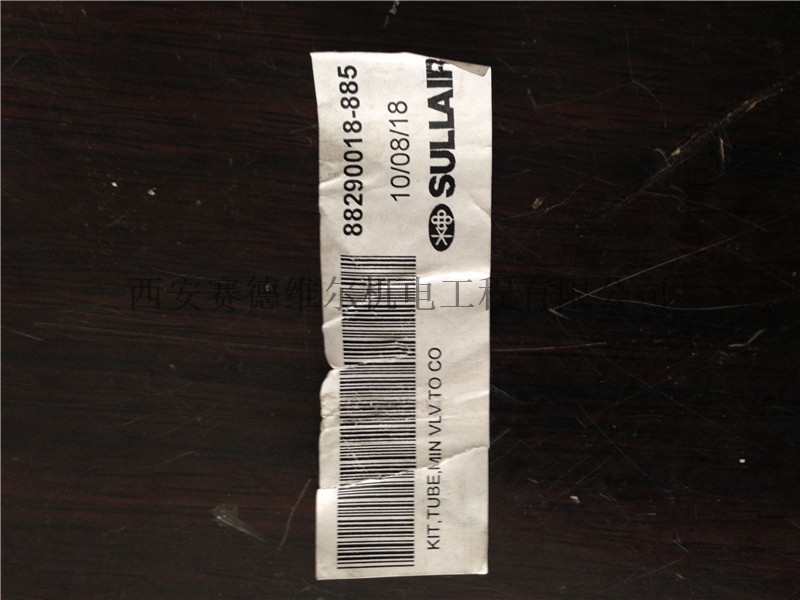 88290018-885
10/08/18
SULLAIR
KIT,TUBE,MIN VLV.TO CO
西安赛德维尔机电工程有限公司